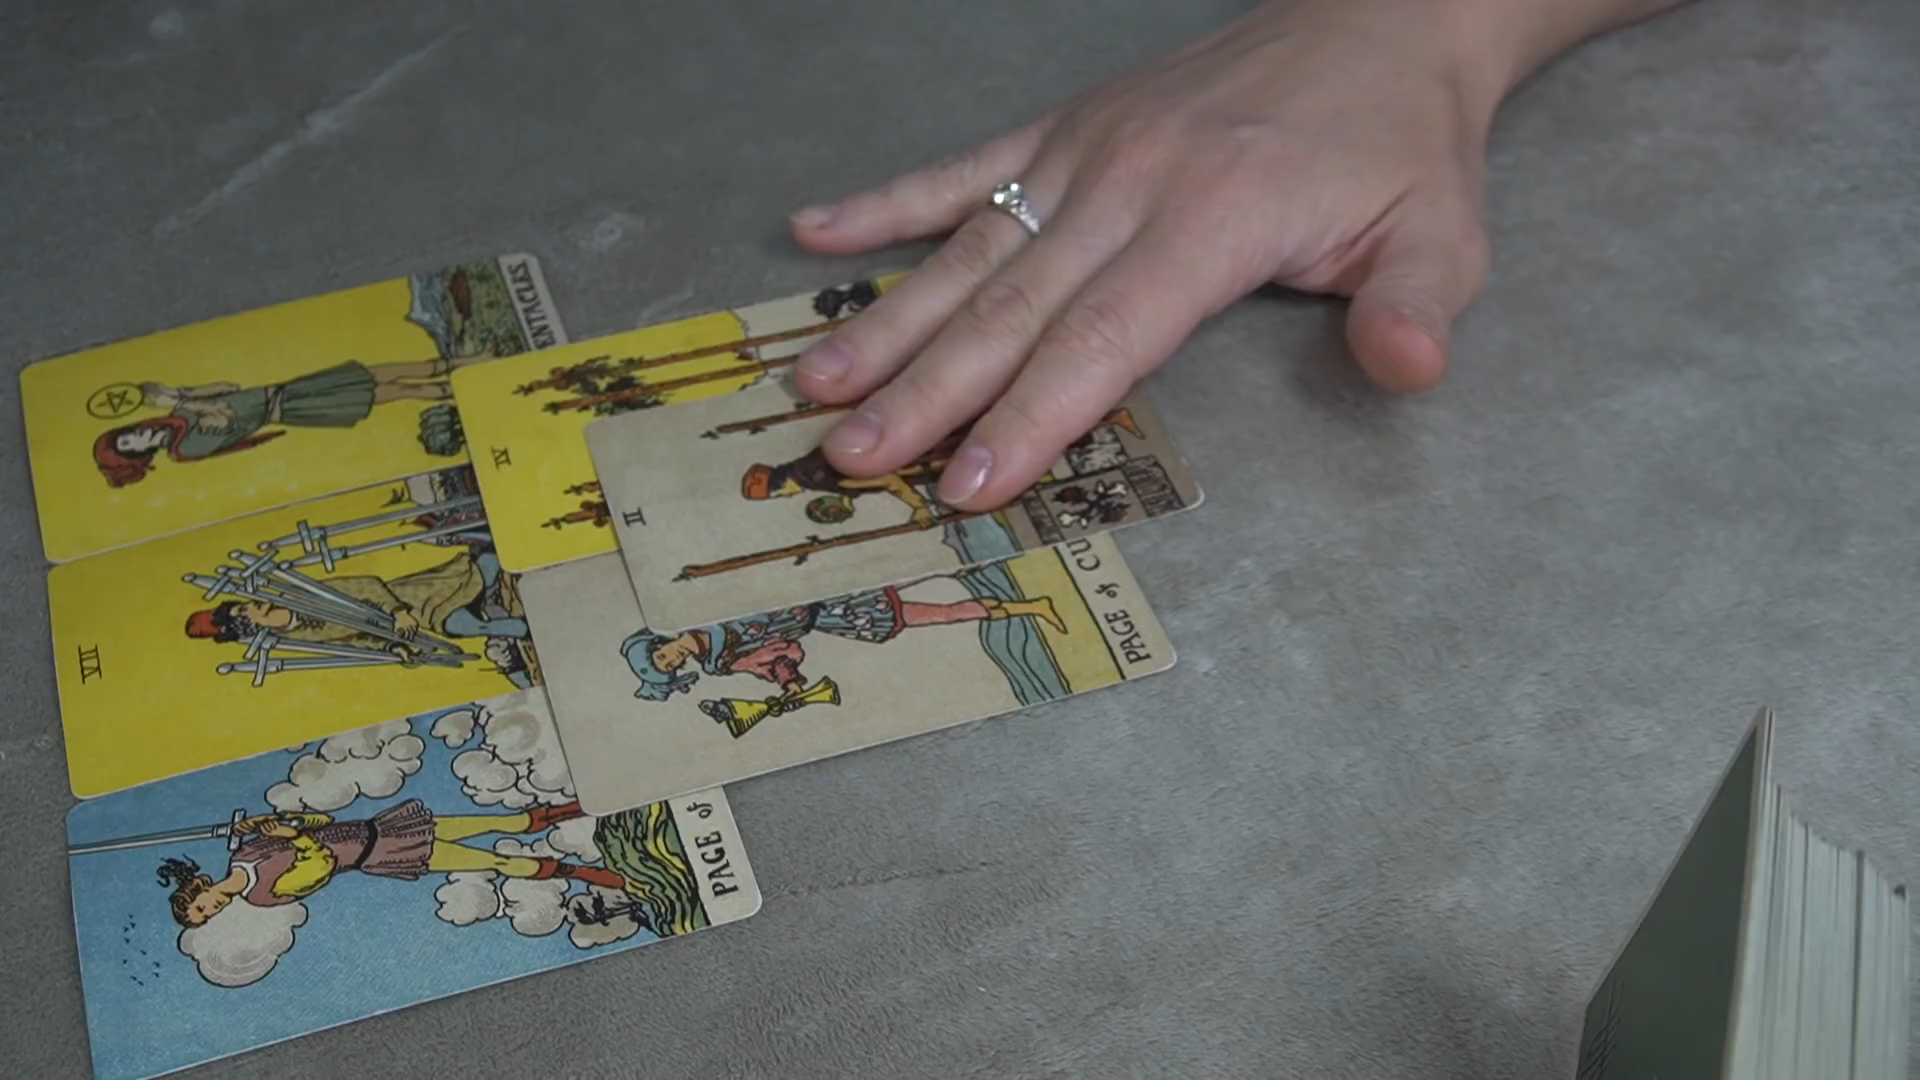 ENTACLES
IV
II
PAGE of CU
VII
PAGE of